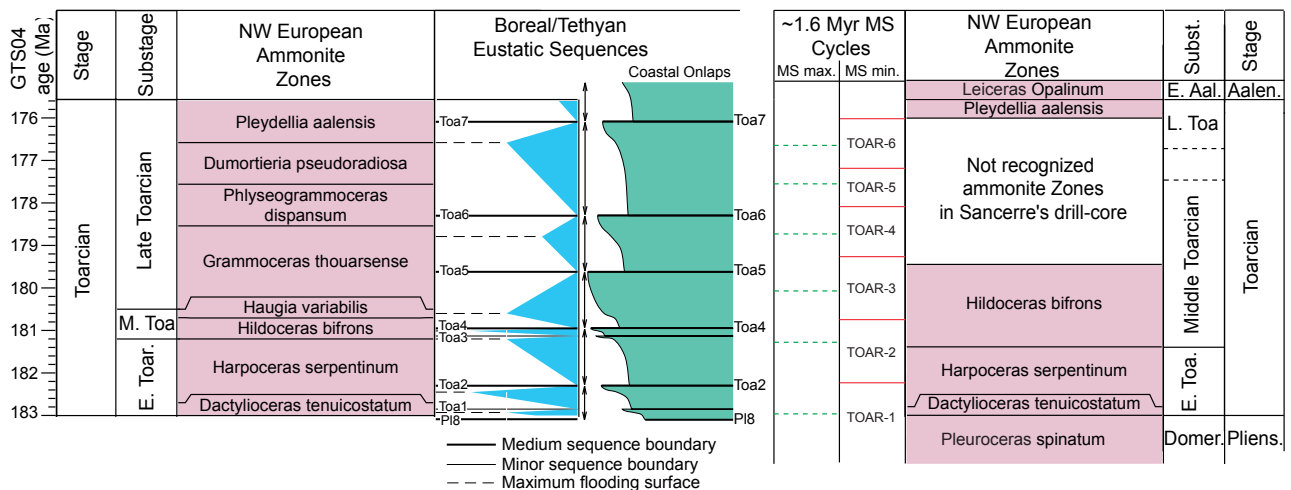 GTS04
age (Ma)
Stage
Substage
NW European
Ammonite
Zones
Boreal/Tethyan
Eustatic Sequences
Coastal Onlaps
176
177
178
179
180
181
182
183
Toarcian
Late Toarcian
M. Toa
E. Toar.
Pleydellia aalensis
Dumortieria pseudoradiosa
Phlyseogrammoceras
dispansum
Grammoceras thouarsense
Haugia variabilis
Hildoceras bifrons
Harpoceras serpentinum
Dactylioceras tenuicostatum
Toa7
Toa6
Toa5
Toa4
Toa3
Toa2
Toa1
Pl8
Toa7
Toa6
Toa5
Toa4
Toa2
Pl8
Medium sequence boundary
Minor sequence boundary
Maximum flooding surface
~1.6 Myr MS
Cycles
MS max.
MS min.
NW European
Ammonite
Zones
Subst.
Stage
TOAR-6
TOAR-5
TOAR-4
TOAR-3
TOAR-2
TOAR-1
Leiceras Opalinum
Pleydellia aalensis
Not recognized
ammonite Zones
in Sancerre's drill-core
Hildoceras bifrons
Harpoceras serpentinum
Dactylioceras tenuicostatum
Pleuroceras spinatum
E. Aal.
L. Toa
Middle Toarcian
E. Toa.
Domer.
Aalen.
Toarcian
Pliens.